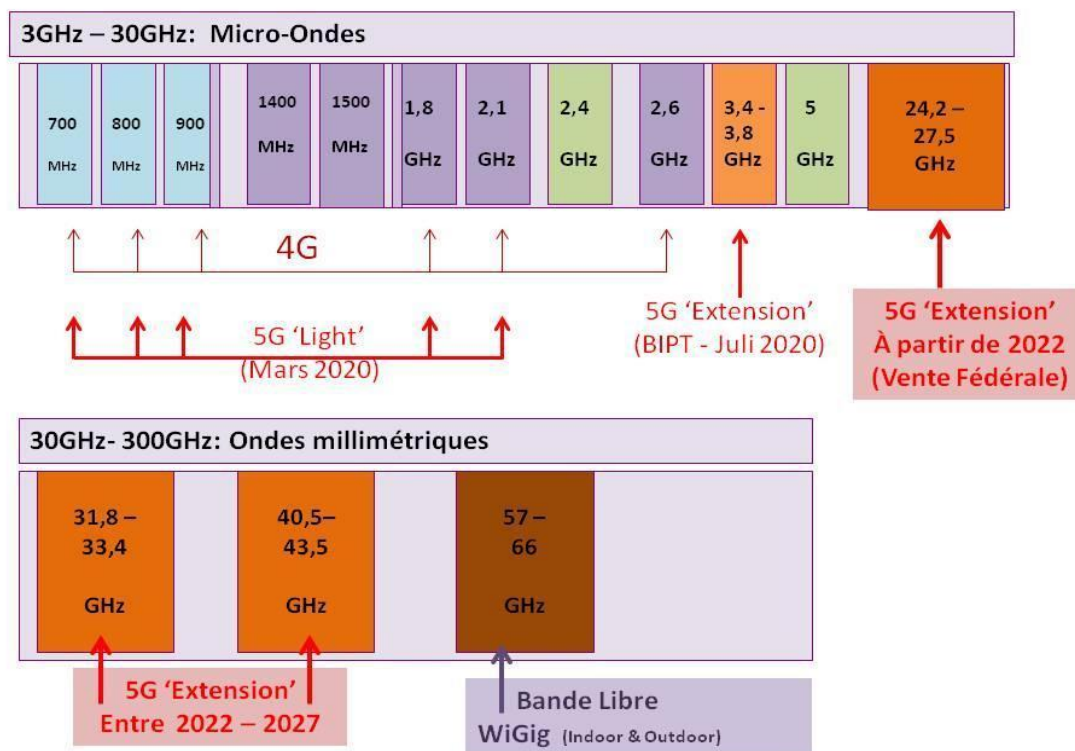 3GHz – 30GHz: Micro-Ondes
700
MHz
800
MHz
900
MHz
1400
MHz
1500
MHz
1,8
GHz
2,1
GHz
2,4
GHz
2,6
GHz
3,4 -
3,8
GHz
5
GHz
24,2 –
27,5
GHz
4G
5G ‘Light’
(Mars 2020)
5G ‘Extension’
(BIPT - Juli 2020)
5G ‘Extension’
À partir de 2022
(Vente Fédérale)
30GHz- 300GHz: Ondes millimétriques
31,8 –
33,4
GHz
40,5–
43,5
GHz
57 –
66
GHz
5G ‘Extension’
Entre 2022 – 2027
Bande Libre
WiGig (Indoor & Outdoor)